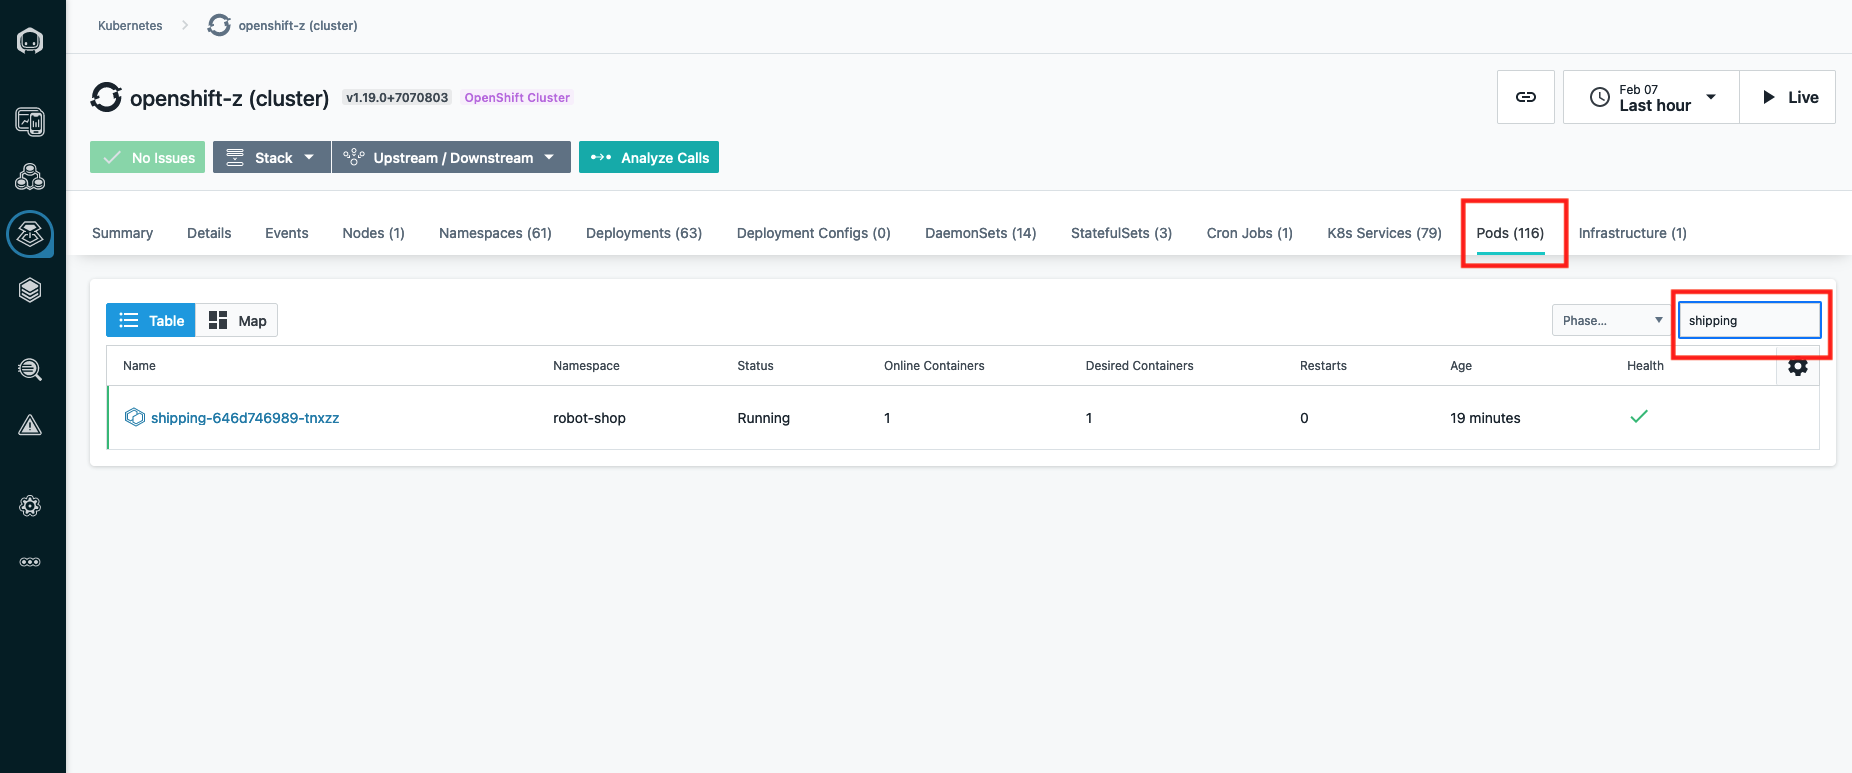 Kubernetes openshift-z (cluster)
openshift-z (cluster) v1.19.0+7070803 OpenShift Cluster
Feb 07
Last hour
Live
No Issues Stack Upstream / Downstream Analyze Calls
Summary Details Events Nodes (1) Namespaces (61) Deployments (63) Deployment Configs (0) DaemonSets (14) StatefulSets (3) Cron Jobs (1) K8s Services (79) Pods (116) Infrastructure (1)
Table Map Phase... shipping
Name Namespace Status Online Containers Desired Containers Restarts Age Health
shipping-646d746989-tnxzz robot-shop Running 1 1 0 19 minutes